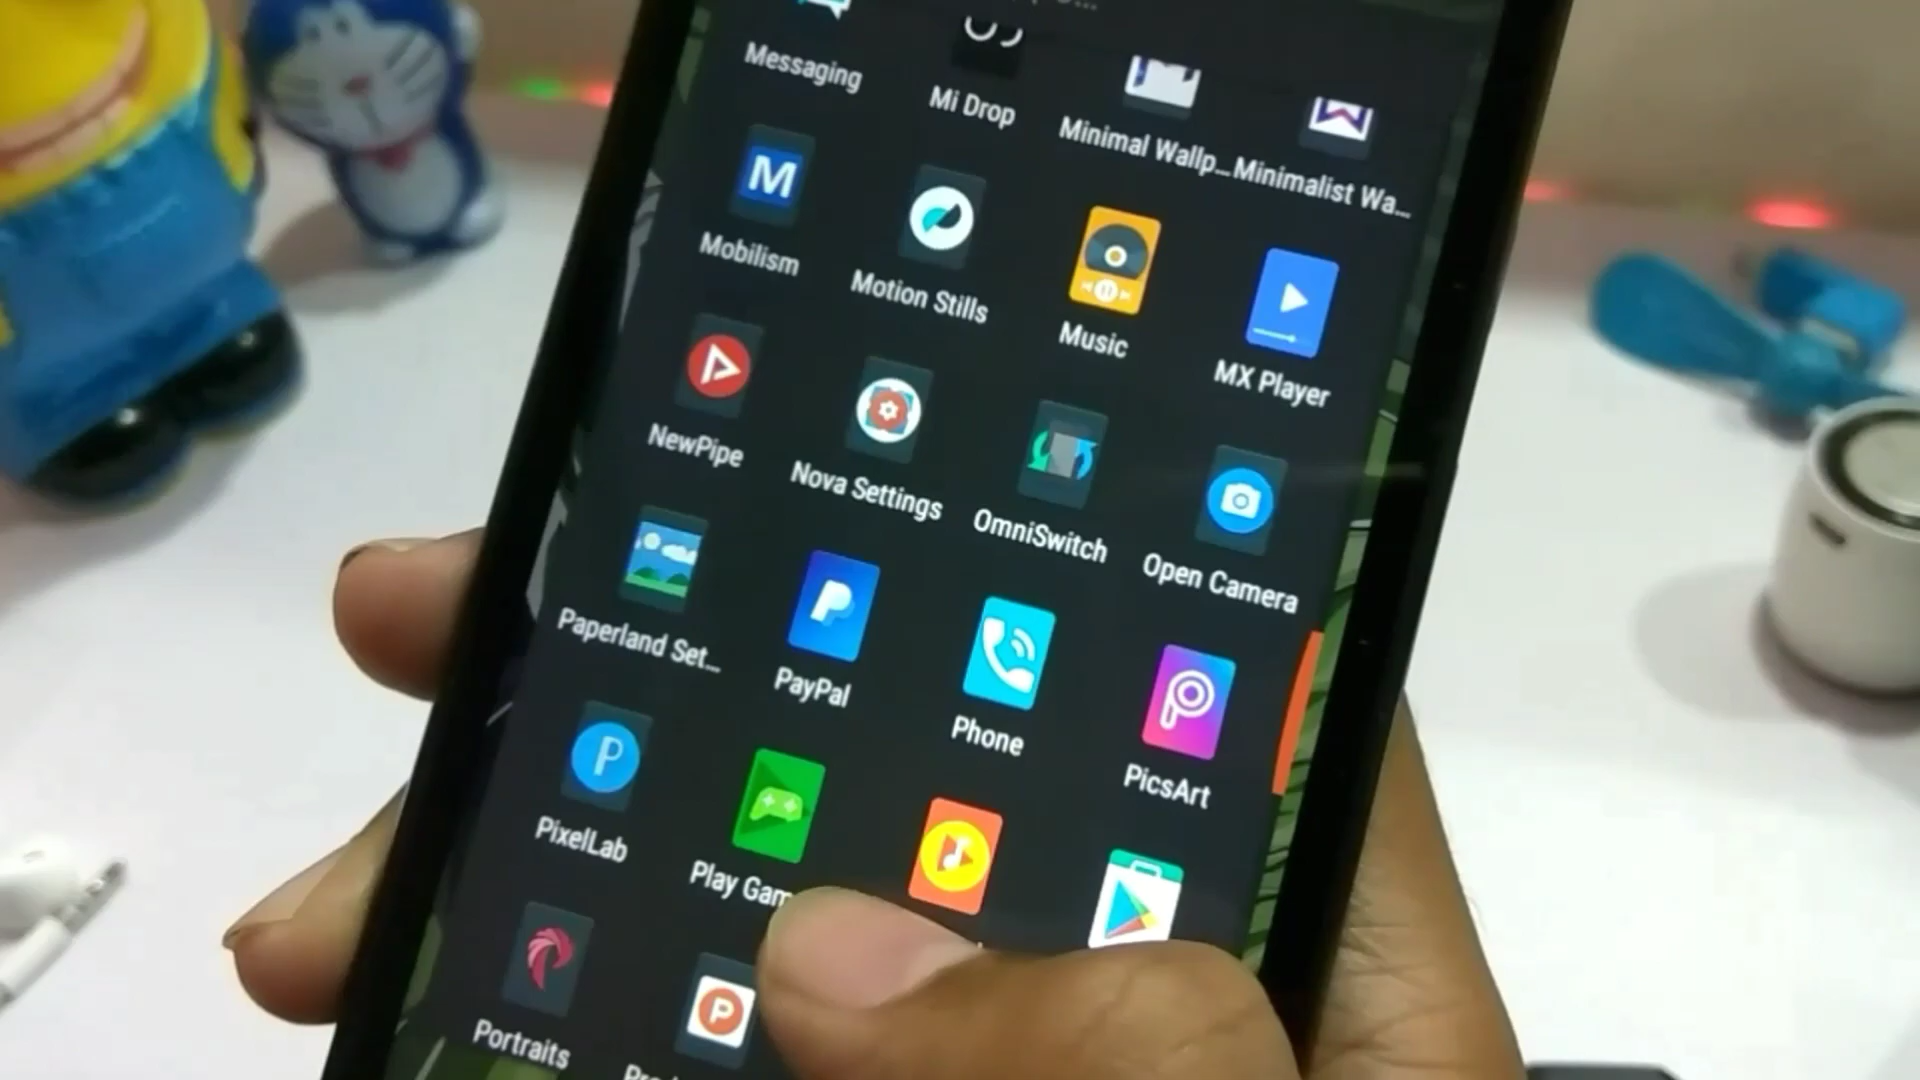 Messaging
Mi Drop
Minimal Wallp...
Minimalist Wa...
M
Mobilism
Motion Stills
Music
MX Player
NewPipe
Nova Settings
OmniSwitch
Open Camera
Paperland Set...
PayPal
Phone
PicsArt
P
PixelLab
Play Gam
Portraits
P